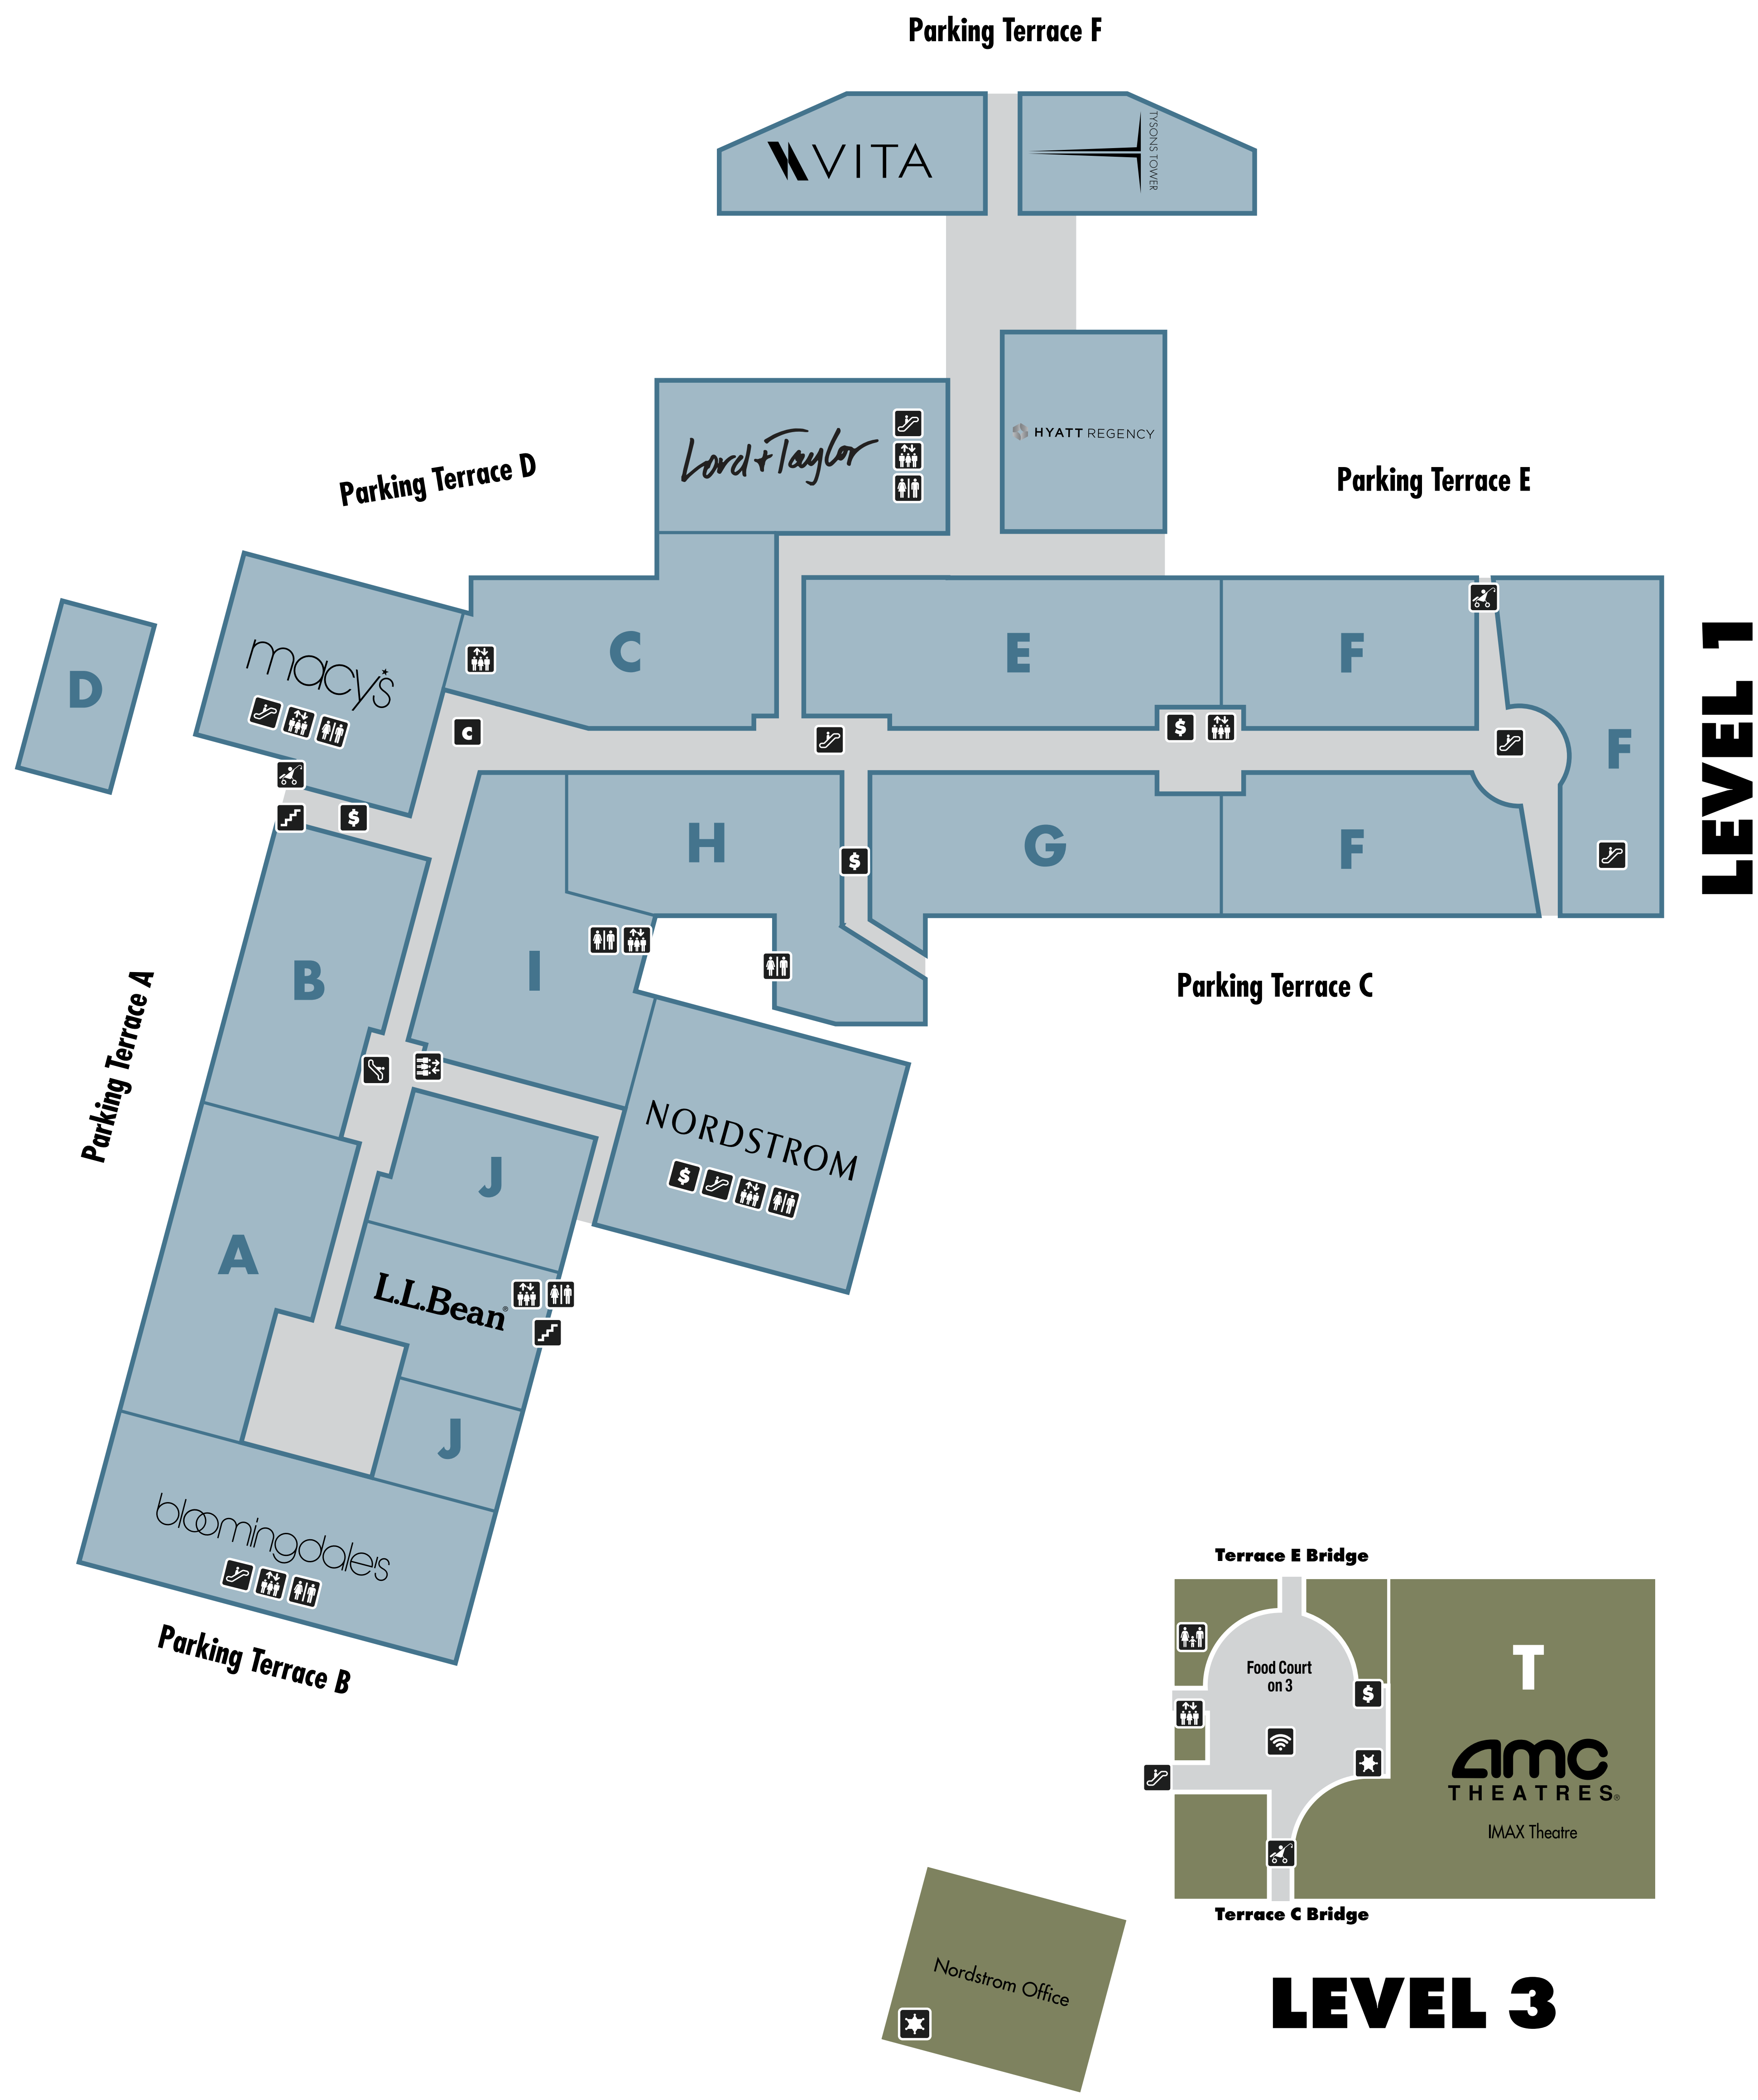 Parking Terrace F
VITA
TYSONS TOWER
Lord & Taylor
HYATT REGENCY
Parking Terrace D
Parking Terrace E
LEVEL 1
macy's
D
C
E
F
F
c
$
$
H
G
F
$
B
I
Parking Terrace A
Parking Terrace C
NORDSTROM
$
J
A
L.L.Bean®
J
bloomingdale's
Parking Terrace B
Terrace E Bridge
Food Court
on 3
$
T
amc
THEATRES®
IMAX Theatre
Terrace C Bridge
Nordstrom Office
LEVEL 3